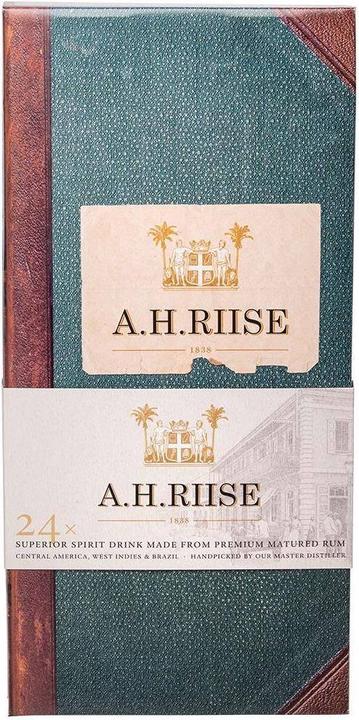 A.H.RIISE
1838
A.H.RIISE
1838
24×
SUPERIOR SPIRIT DRINK MADE FROM PREMIUM MATURED RUM
CENTRAL AMERICA, WEST INDIES & BRAZIL · HANDPICKED BY OUR MASTER DISTILLER